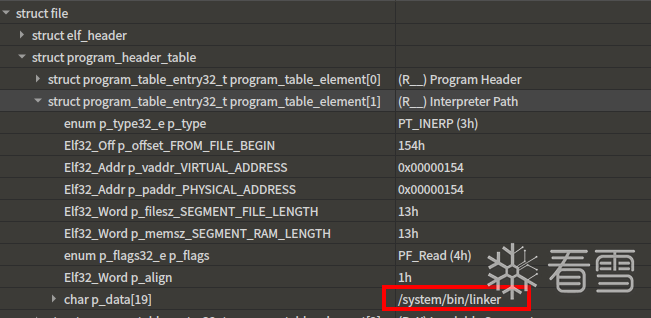 struct file
struct elf_header
struct program_header_table
struct program_table_entry32_t program_table_element[0] (R__) Program Header
struct program_table_entry32_t program_table_element[1] (R__) Interpreter Path
enum p_type32_e p_type PT_INERP (3h)
Elf32_Off p_offset_FROM_FILE_BEGIN 154h
Elf32_Addr p_vaddr_VIRTUAL_ADDRESS 0x00000154
Elf32_Addr p_paddr_PHYSICAL_ADDRESS 0x00000154
Elf32_Word p_filesz_SEGMENT_FILE_LENGTH 13h
Elf32_Word p_memsz_SEGMENT_RAM_LENGTH 13h
enum p_flags32_e p_flags PF_Read (4h)
Elf32_Word p_align 1h
char p_data[19] /system/bin/linker
看雪